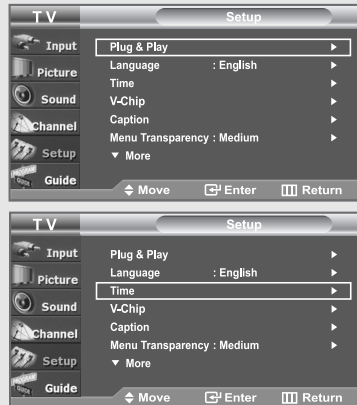 TV Setup
Input
Picture
Sound
Channel
Setup
Guide
Plug & Play
Language : English
Time
V-Chip
Caption
Menu Transparency : Medium
▼ More
Move Enter Return
TV Setup
Input
Picture
Sound
Channel
Setup
Guide
Plug & Play
Language : English
Time
V-Chip
Caption
Menu Transparency : Medium
▼ More
Move Enter Return